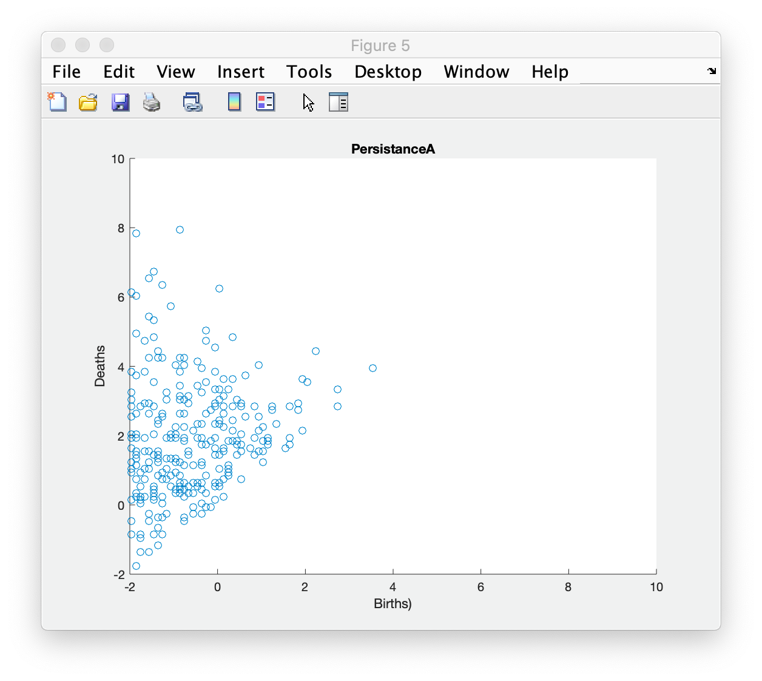 Figure 5
File Edit View Insert Tools Desktop Window Help
PersistanceA
10
8
6
4
2
0
-2
Deaths
-2 0 2 4 6 8 10
Births)